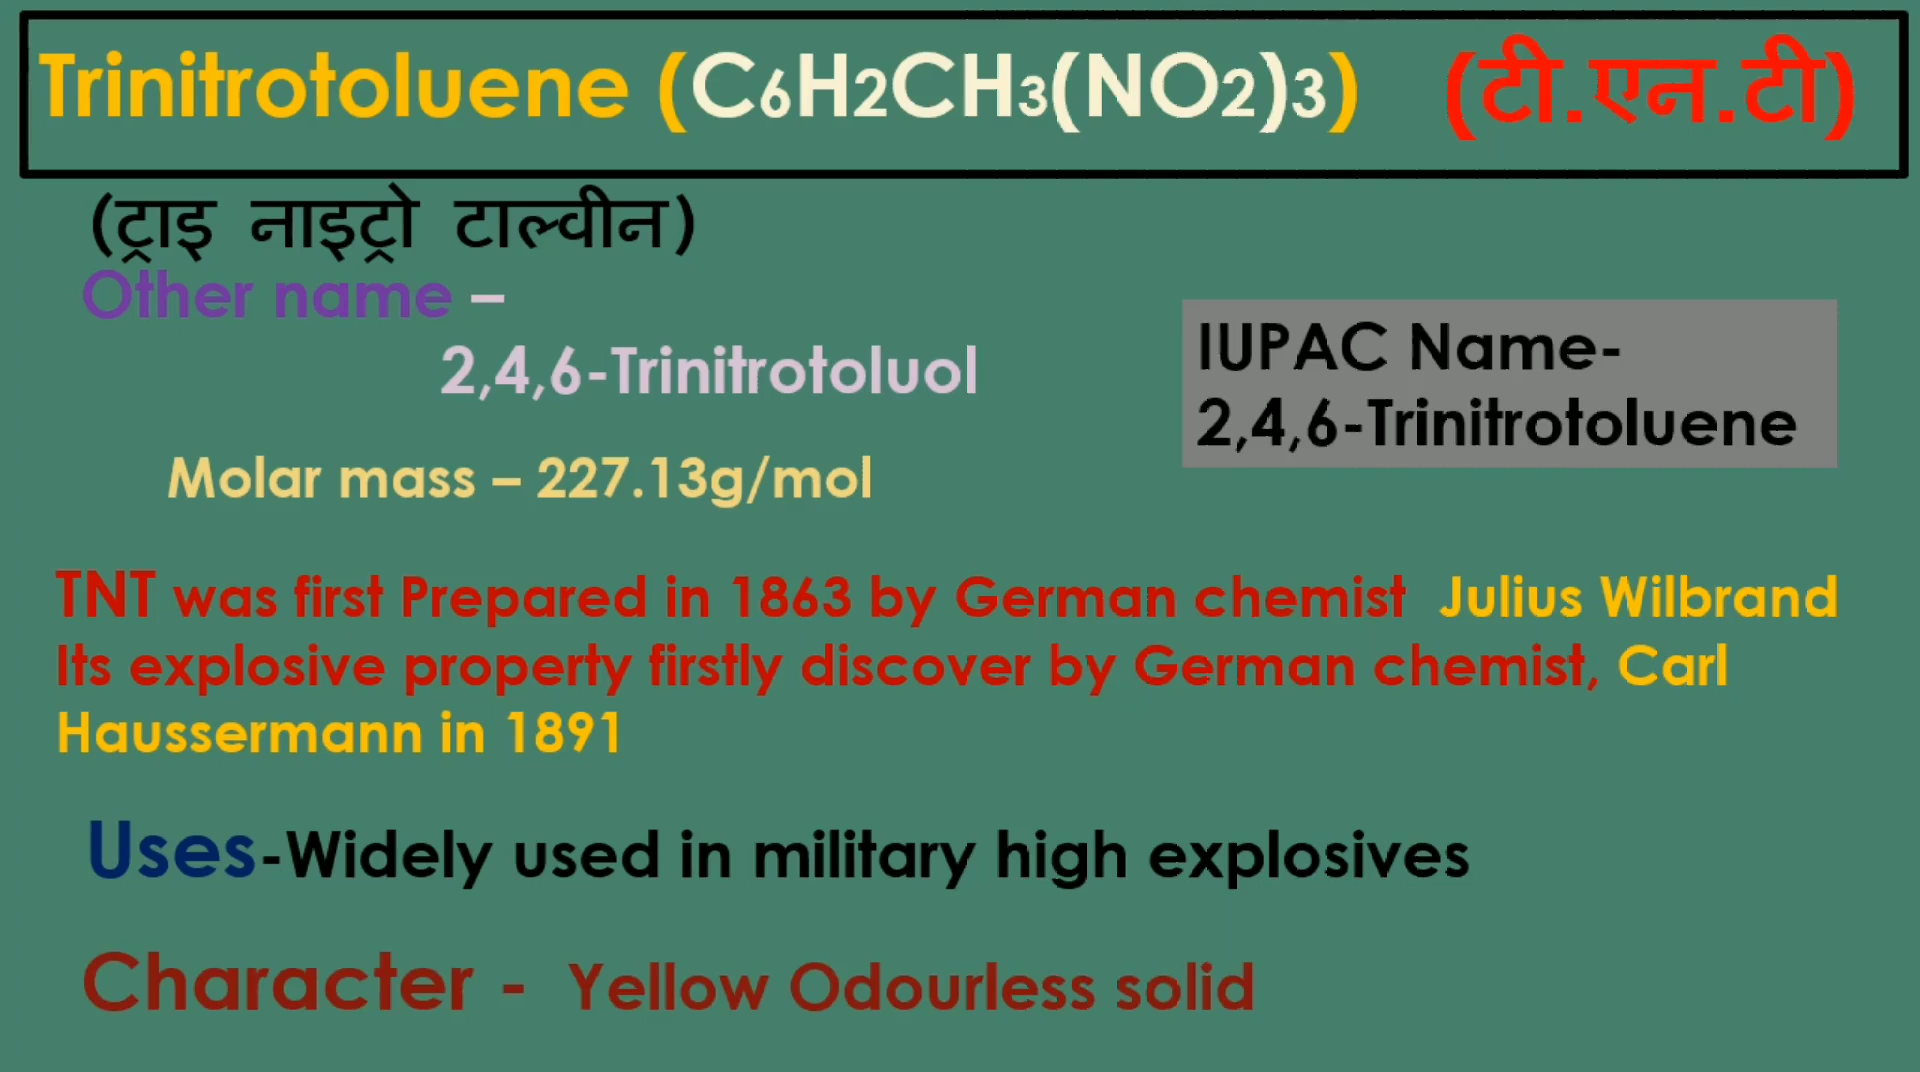 Trinitrotoluene (C6H2CH3(NO2)3) (टी.एन.टी)
(ट्राइ नाइट्रो टाल्वीन)
Other name –
2,4,6-Trinitrotoluol
IUPAC Name-
2,4,6-Trinitrotoluene
Molar mass – 227.13g/mol
TNT was first Prepared in 1863 by German chemist Julius Wilbrand
Its explosive property firstly discover by German chemist, Carl
Haussermann in 1891
Uses-Widely used in military high explosives
Character - Yellow Odourless solid